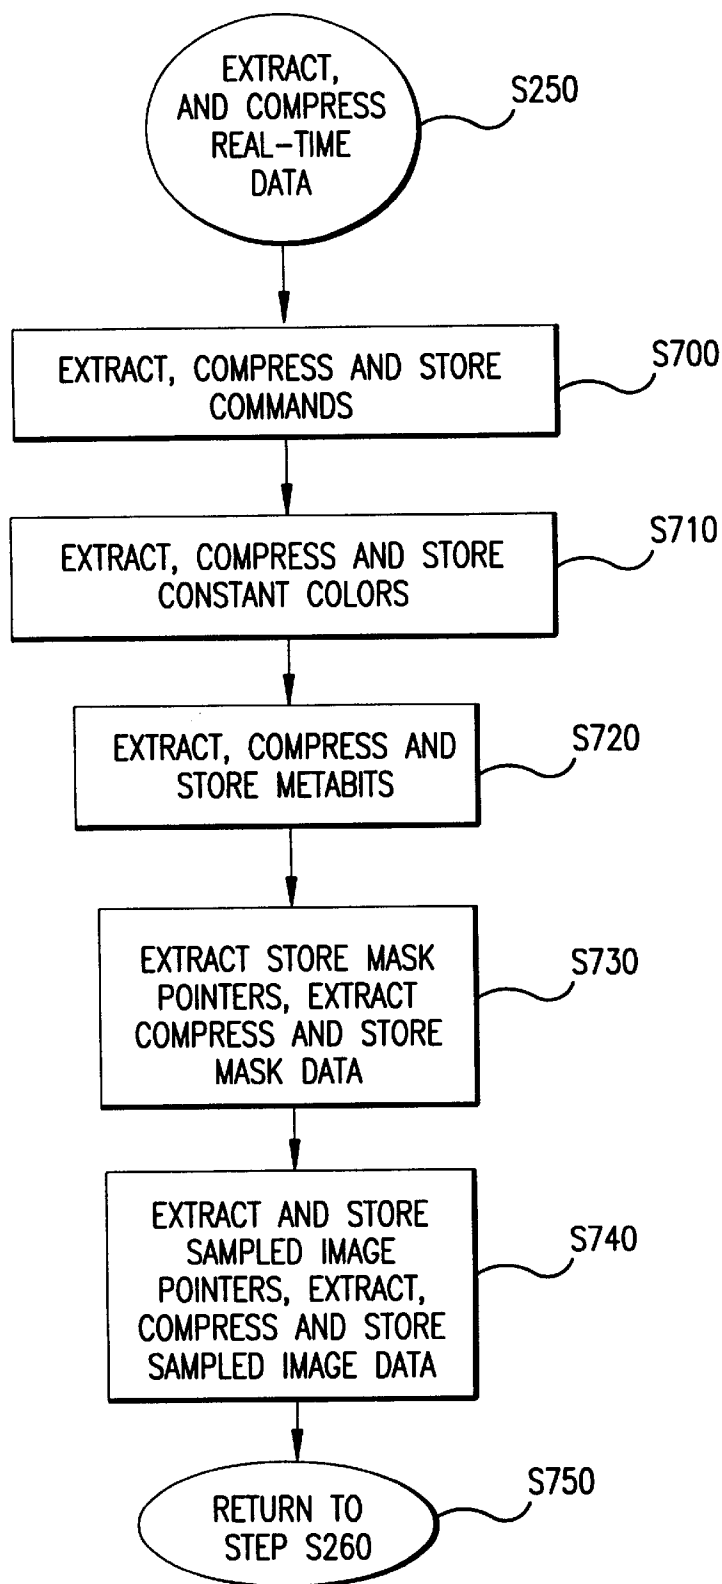 EXTRACT,
AND COMPRESS
REAL-TIME
DATA
S250
EXTRACT, COMPRESS AND STORE
COMMANDS
S700
EXTRACT, COMPRESS AND STORE
CONSTANT COLORS
S710
EXTRACT, COMPRESS AND
STORE METABITS
S720
EXTRACT STORE MASK
POINTERS, EXTRACT
COMPRESS AND STORE
MASK DATA
S730
EXTRACT AND STORE
SAMPLED IMAGE
POINTERS, EXTRACT,
COMPRESS AND STORE
SAMPLED IMAGE DATA
S740
RETURN TO
STEP S260
S750